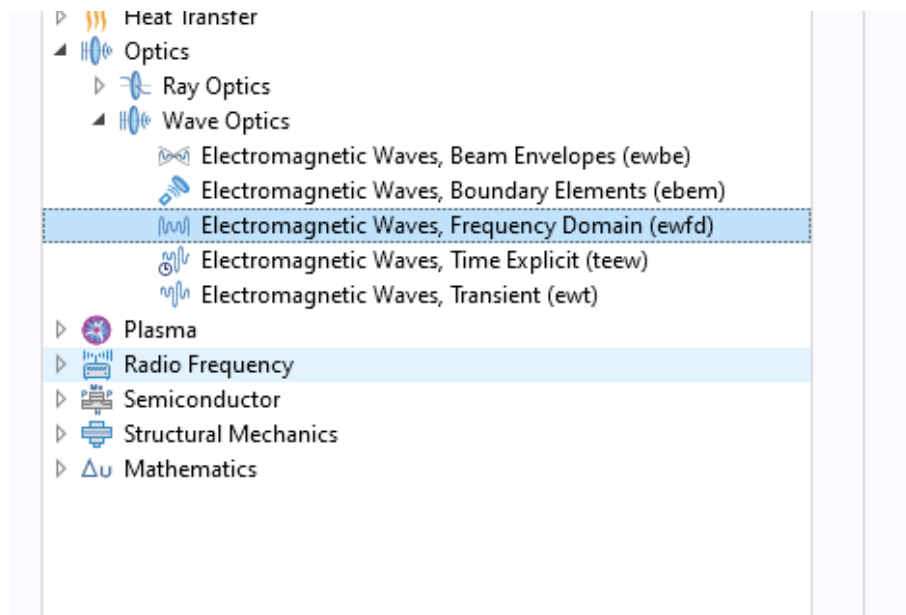 Heat Transfer
Optics
Ray Optics
Wave Optics
Electromagnetic Waves, Beam Envelopes (ewbe)
Electromagnetic Waves, Boundary Elements (ebem)
Electromagnetic Waves, Frequency Domain (ewfd)
Electromagnetic Waves, Time Explicit (teew)
Electromagnetic Waves, Transient (ewt)
Plasma
Radio Frequency
Semiconductor
Structural Mechanics
Δu Mathematics